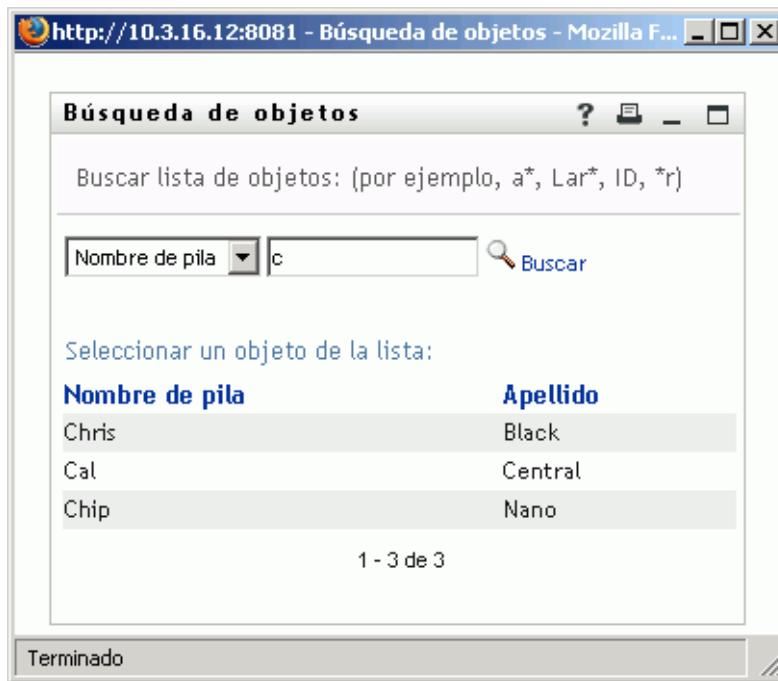 http://10.3.16.12:8081 - Búsqueda de objetos - Mozilla F...
Búsqueda de objetos ?
Buscar lista de objetos: (por ejemplo, a*, Lar*, ID, *r)
Nombre de pila c Buscar
Seleccionar un objeto de la lista:
Nombre de pila Apellido
Chris Black
Cal Central
Chip Nano
1 - 3 de 3
Terminado